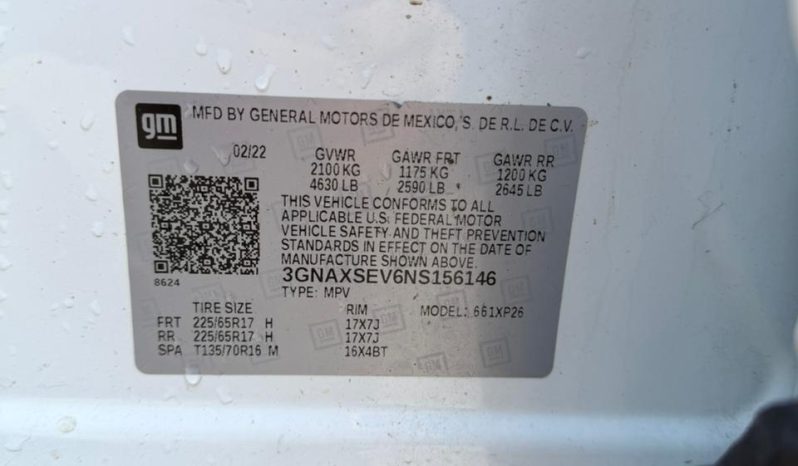 gm
MFD BY GENERAL MOTORS DE MEXICO, S. DE R.L. DE C.V.
02/22 GVWR GAWR FRT GAWR RR
2100 KG 1175 KG 1200 KG
4630 LB 2590 LB 2645 LB
THIS VEHICLE CONFORMS TO ALL
APPLICABLE U.S. FEDERAL MOTOR
VEHICLE SAFETY AND THEFT PREVENTION
STANDARDS IN EFFECT ON THE DATE OF
MANUFACTURE SHOWN ABOVE.
3GNAXSEV6NS156146
8624
TYPE: MPV
TIRE SIZE RIM MODEL: 661XP26
FRT 225/65R17 H 17X7J
RR 225/65R17 H 17X7J
SPA T135/70R16 M 16X4BT